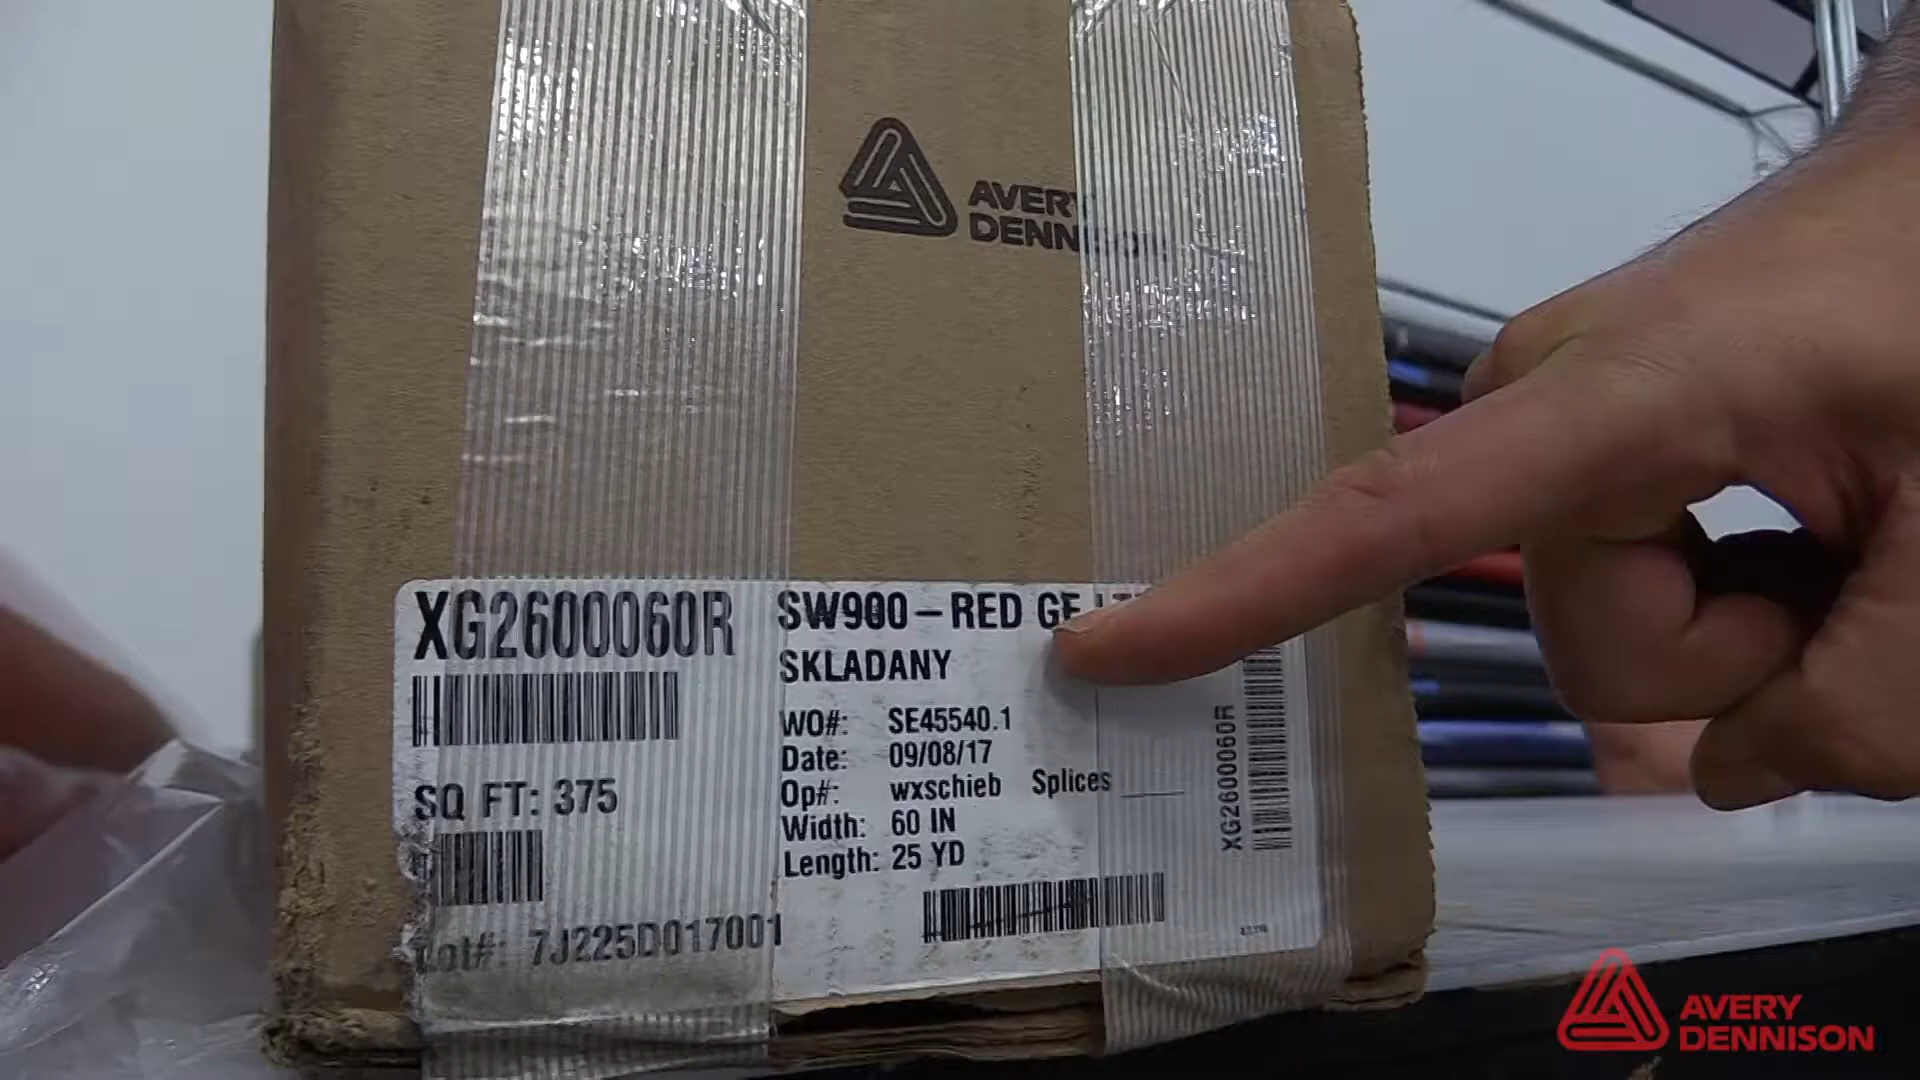 AVERY
DENNISON
XG2600060R
SW900-RED GE
SKLADANY
WO#: SE45540.1
Date: 09/08/17
Op#: wxschieb Splices
Width: 60 IN
Length: 25 YD
SQ FT: 375
Lot#: 7J225D017001
XG2600060R
AVERY
DENNISON